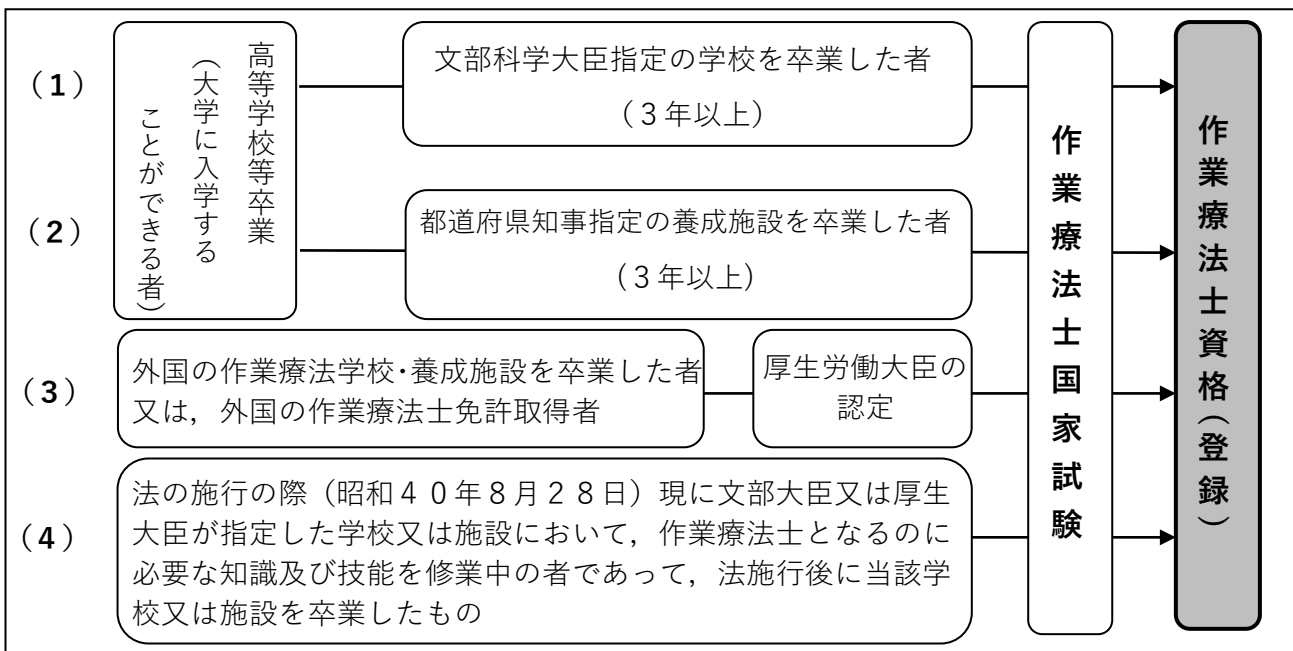 （１）
高等学校等卒業
（大学に入学する
ことができる者）
文部科学大臣指定の学校を卒業した者
（３年以上）
（２）
都道府県知事指定の養成施設を卒業した者
（３年以上）
（３）
外国の作業療法学校･養成施設を卒業した者
又は，外国の作業療法士免許取得者
厚生労働大臣の
認定
（４）
法の施行の際（昭和４０年８月２８日）現に文部大臣又は厚生
大臣が指定した学校又は施設において，作業療法士となるのに
必要な知識及び技能を修業中の者であって，法施行後に当該学
校又は施設を卒業したもの
作業療法士国家試験
作業療法士資格（登録）